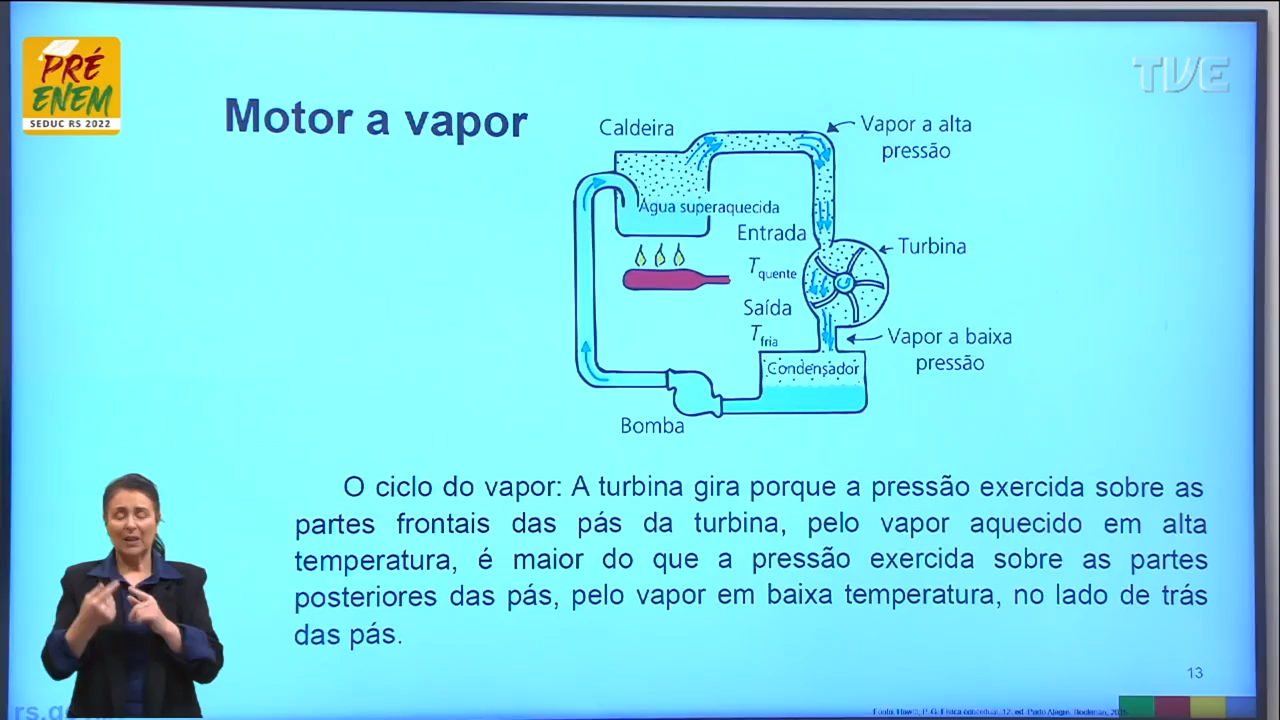 PRÉ
ENEM
SEDUC RS 2022
TVE
Motor a vapor
Caldeira
Vapor a alta
pressão
Água superaquecida
Entrada
Turbina
Tquente
Saída
Tfria
Vapor a baixa
pressão
Condensador
Bomba
O ciclo do vapor: A turbina gira porque a pressão exercida sobre as
partes frontais das pás da turbina, pelo vapor aquecido em alta
temperatura, é maior do que a pressão exercida sobre as partes
posteriores das pás, pelo vapor em baixa temperatura, no lado de trás
das pás.
13